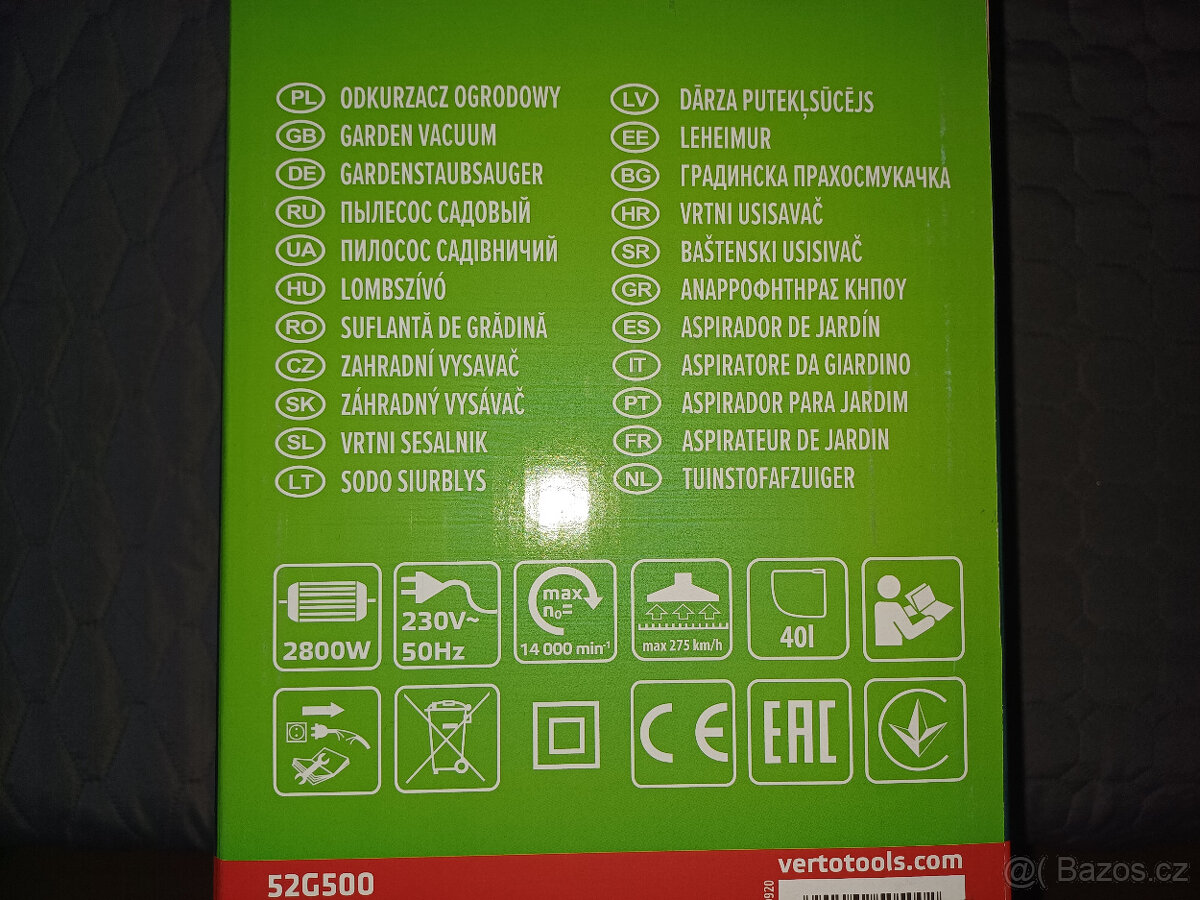 PL ODKURZACZ OGRODOWY
GB GARDEN VACUUM
DE GARDENSTAUBSAUGER
RU ПЫЛЕСОС САДОВЫЙ
UA ПИЛОСОС САДІВНИЧИЙ
HU LOMBSZÍVÓ
RO SUFLANTĂ DE GRĂDINĂ
CZ ZAHRADNÍ VYSAVAČ
SK ZÁHRADNÝ VYSÁVAČ
SL VRTNI SESALNIK
LT SODO SIURBLYS
LV DĀRZA PUTEKĻSŪCĒJS
EE LEHEIMUR
BG ГРАДИНСКА ПРАХОСМУКАЧКА
HR VRTNI USISAVAČ
SR BAŠTENSKI USISIVAČ
GR ΑΝΑΡΡΟΦΗΤΗΡΑΣ ΚΗΠΟΥ
ES ASPIRADOR DE JARDÍN
IT ASPIRATORE DA GIARDINO
PT ASPIRADOR PARA JARDIM
FR ASPIRATEUR DE JARDIN
NL TUINSTOFAFZUIGER
2800W
230V~
50Hz
max
n₀=
14 000 min⁻¹
max 275 km/h
40l
CE
EAC
52G500
vertotools.com
@( Bazos.cz